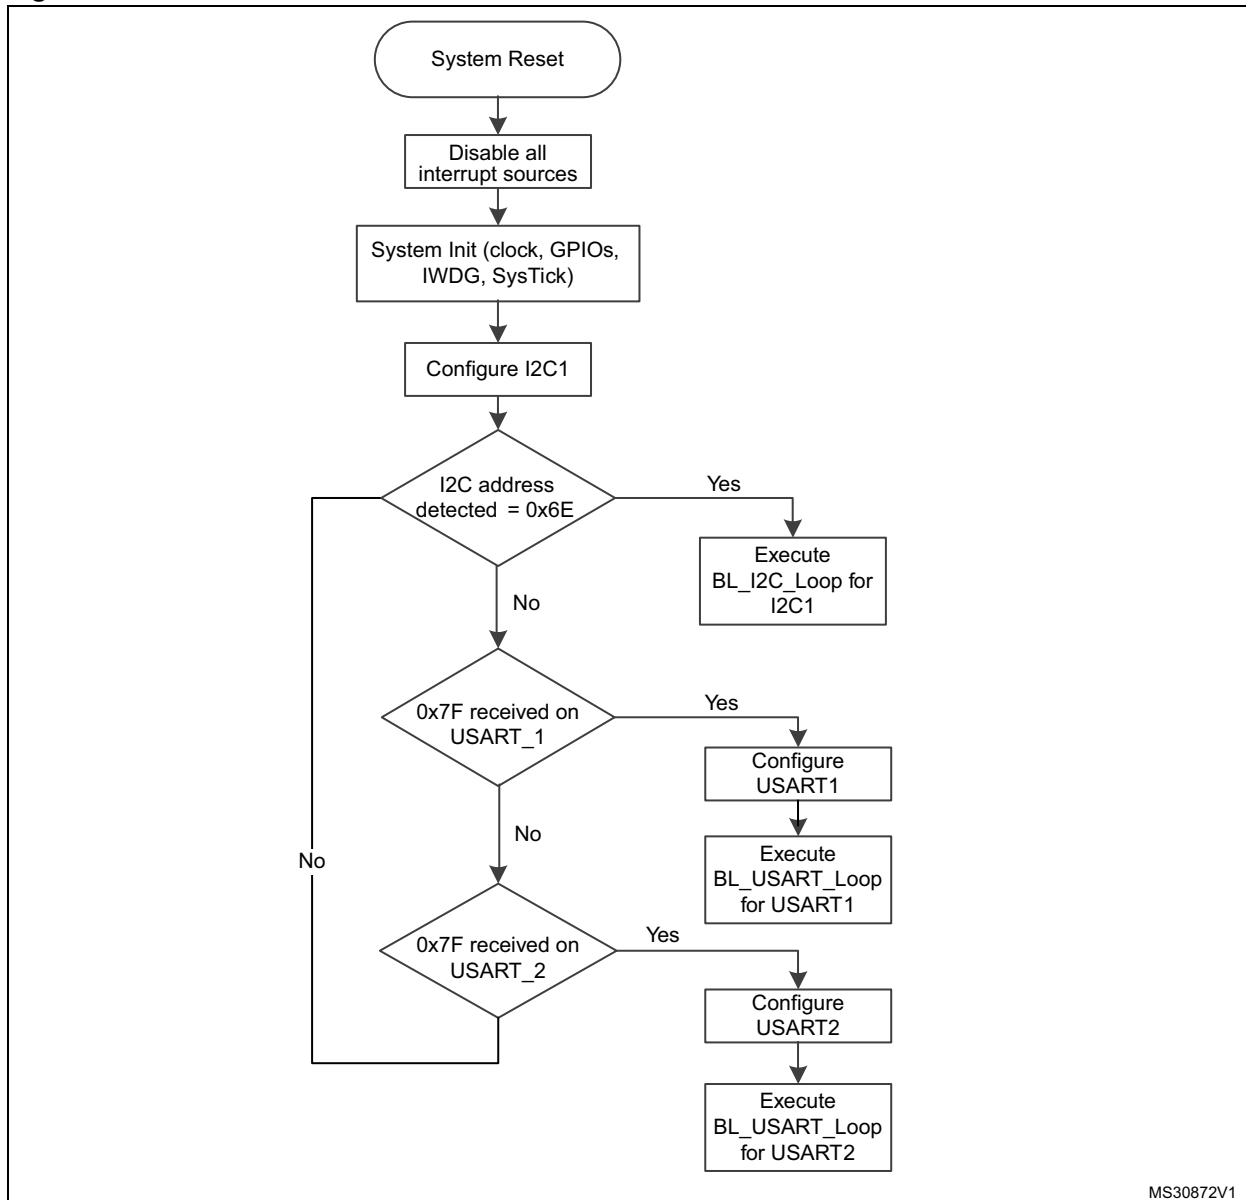 System Reset
Disable all
interrupt sources
System Init (clock, GPIOs,
IWDG, SysTick)
Configure I2C1
I2C address
detected = 0x6E
Yes
Execute
BL_I2C_Loop for
I2C1
No
0x7F received on
USART_1
Yes
Configure
USART1
Execute
BL_USART_Loop
for USART1
No
No
0x7F received on
USART_2
Yes
Configure
USART2
Execute
BL_USART_Loop
for USART2
MS30872V1